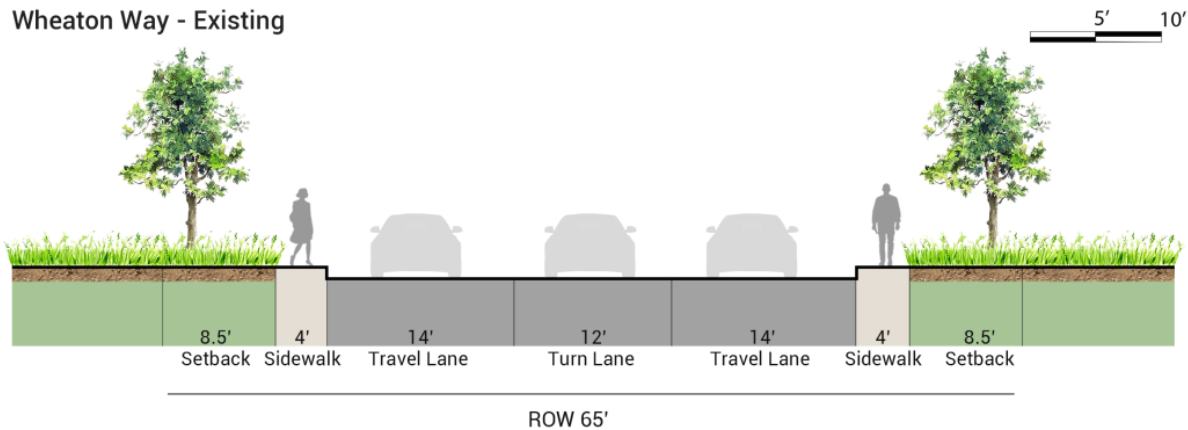 Wheaton Way - Existing
5' 10'
8.5' 4' 14' 12' 14' 4' 8.5'
Setback Sidewalk Travel Lane Turn Lane Travel Lane Sidewalk Setback
ROW 65'